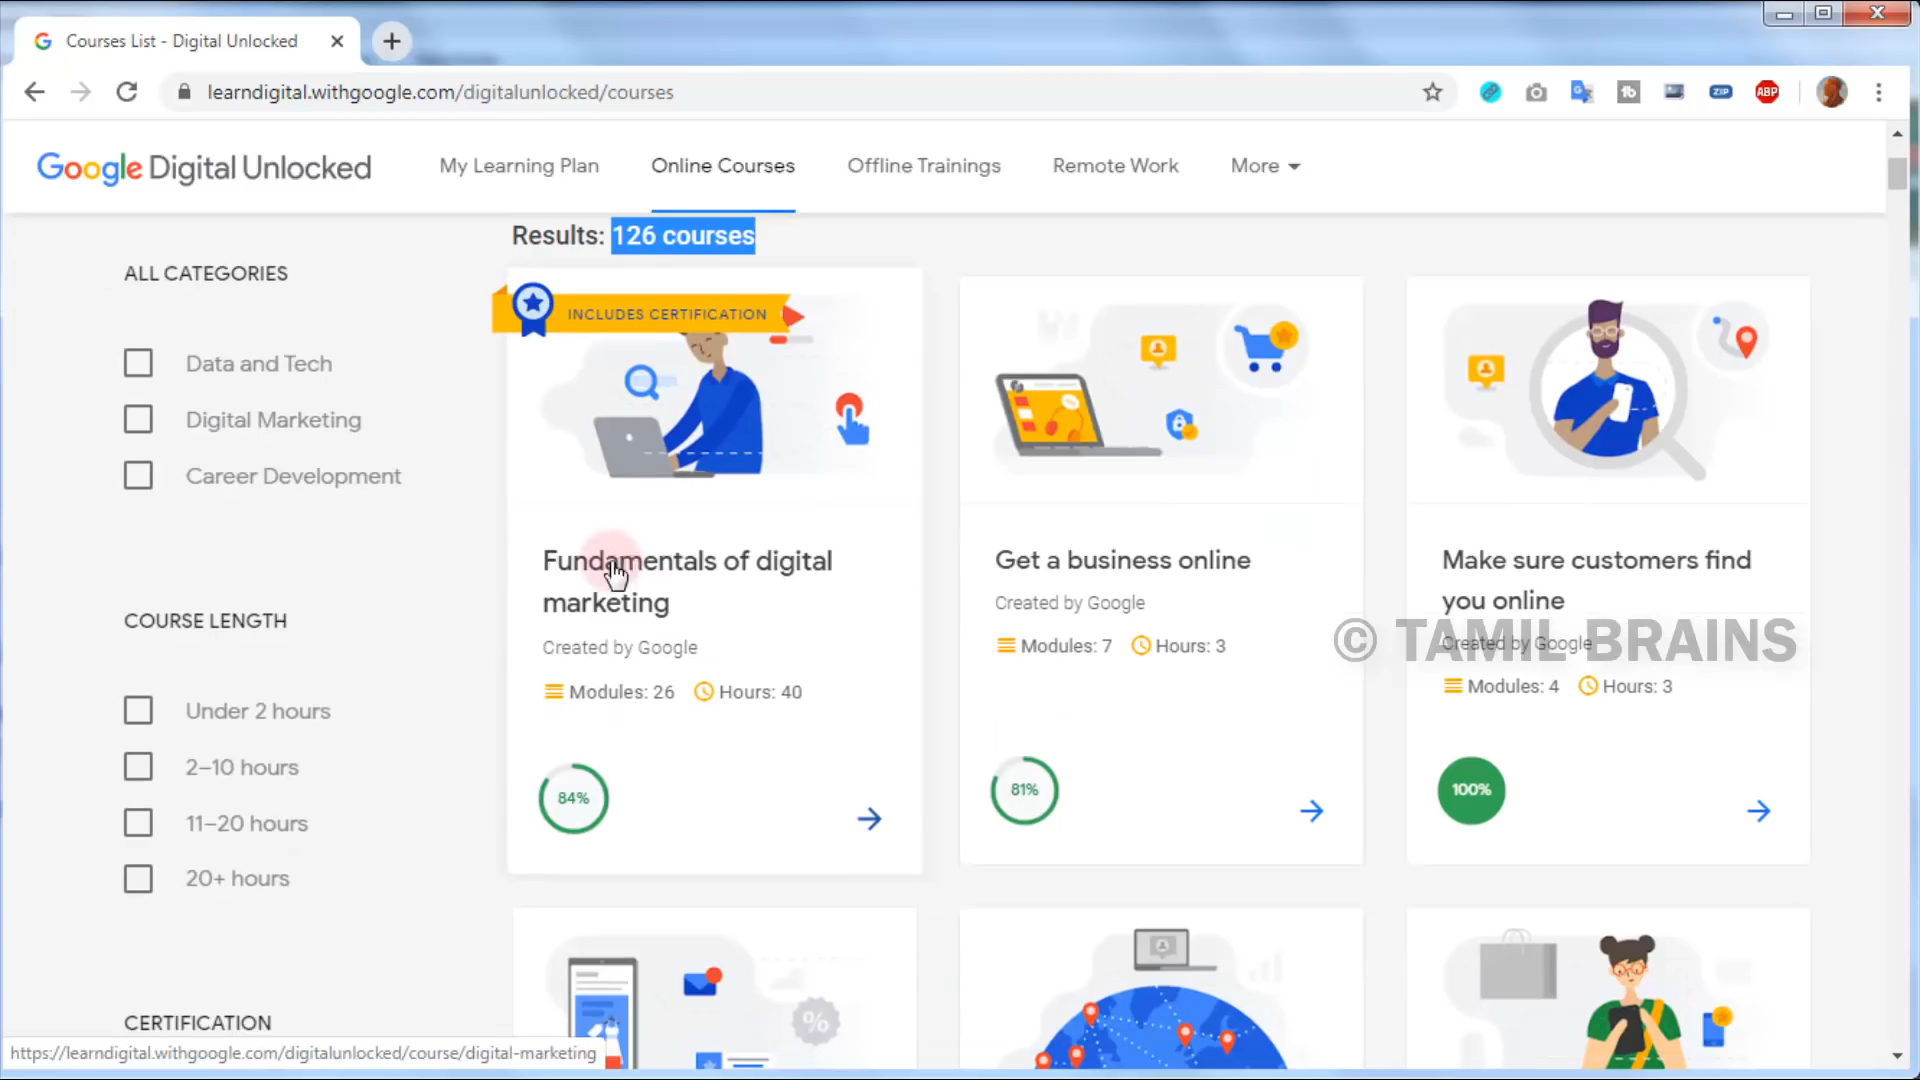 Courses List - Digital Unlocked
learndigital.withgoogle.com/digitalunlocked/courses
ZIP
ABP
Google Digital Unlocked
My Learning Plan
Online Courses
Offline Trainings
Remote Work
More
Results: 126 courses
ALL CATEGORIES
Data and Tech
Digital Marketing
Career Development
COURSE LENGTH
Under 2 hours
2–10 hours
11–20 hours
20+ hours
CERTIFICATION
INCLUDES CERTIFICATION
Fundamentals of digital
marketing
Created by Google
Modules: 26 Hours: 40
84%
Get a business online
Created by Google
Modules: 7 Hours: 3
81%
Make sure customers find
you online
Created by Google
Modules: 4 Hours: 3
100%
© TAMIL BRAINS
%
https://learndigital.withgoogle.com/digitalunlocked/course/digital-marketing